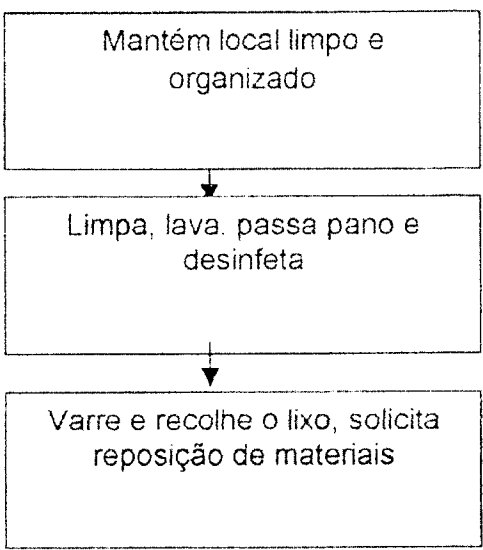 Mantém local limpo e
organizado
Limpa, lava. passa pano e
desinfeta
Varre e recolhe o lixo, solicita
reposição de materiais